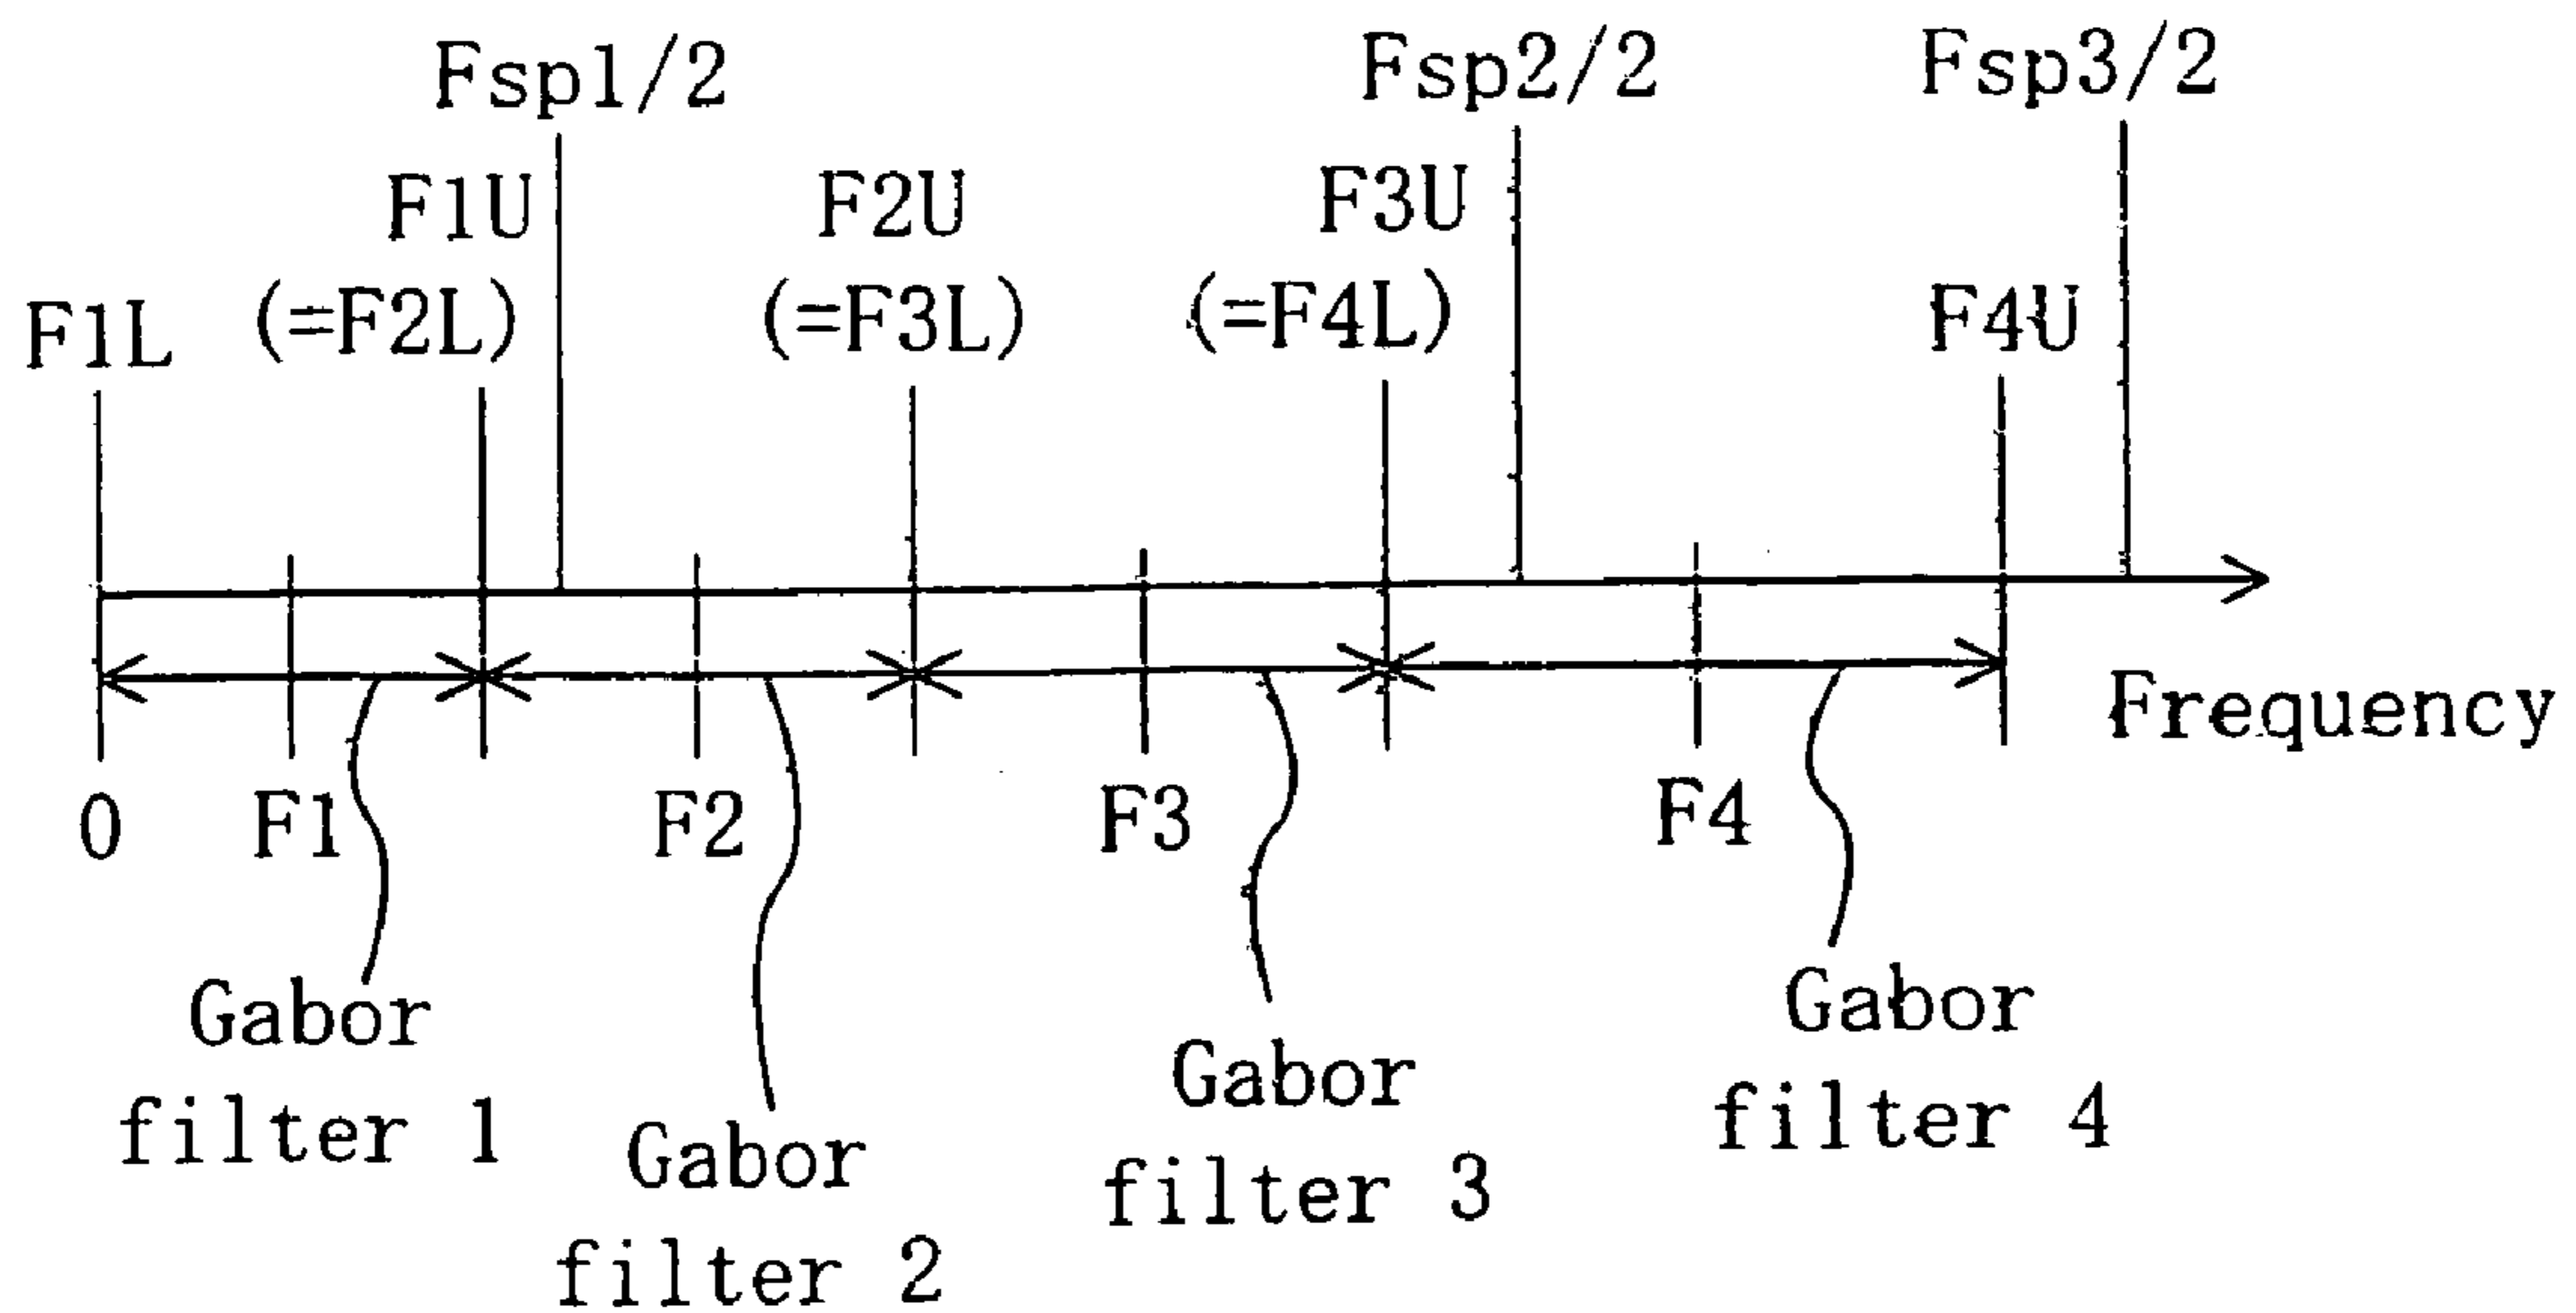 Fsp1/2
Fsp2/2
Fsp3/2
F1U
F2U
F3U
F1L
(=F2L)
(=F3L)
(=F4L)
F4U
Frequency
0
F1
F2
F3
F4
Gabor
filter 1
Gabor
filter 2
Gabor
filter 3
Gabor
filter 4